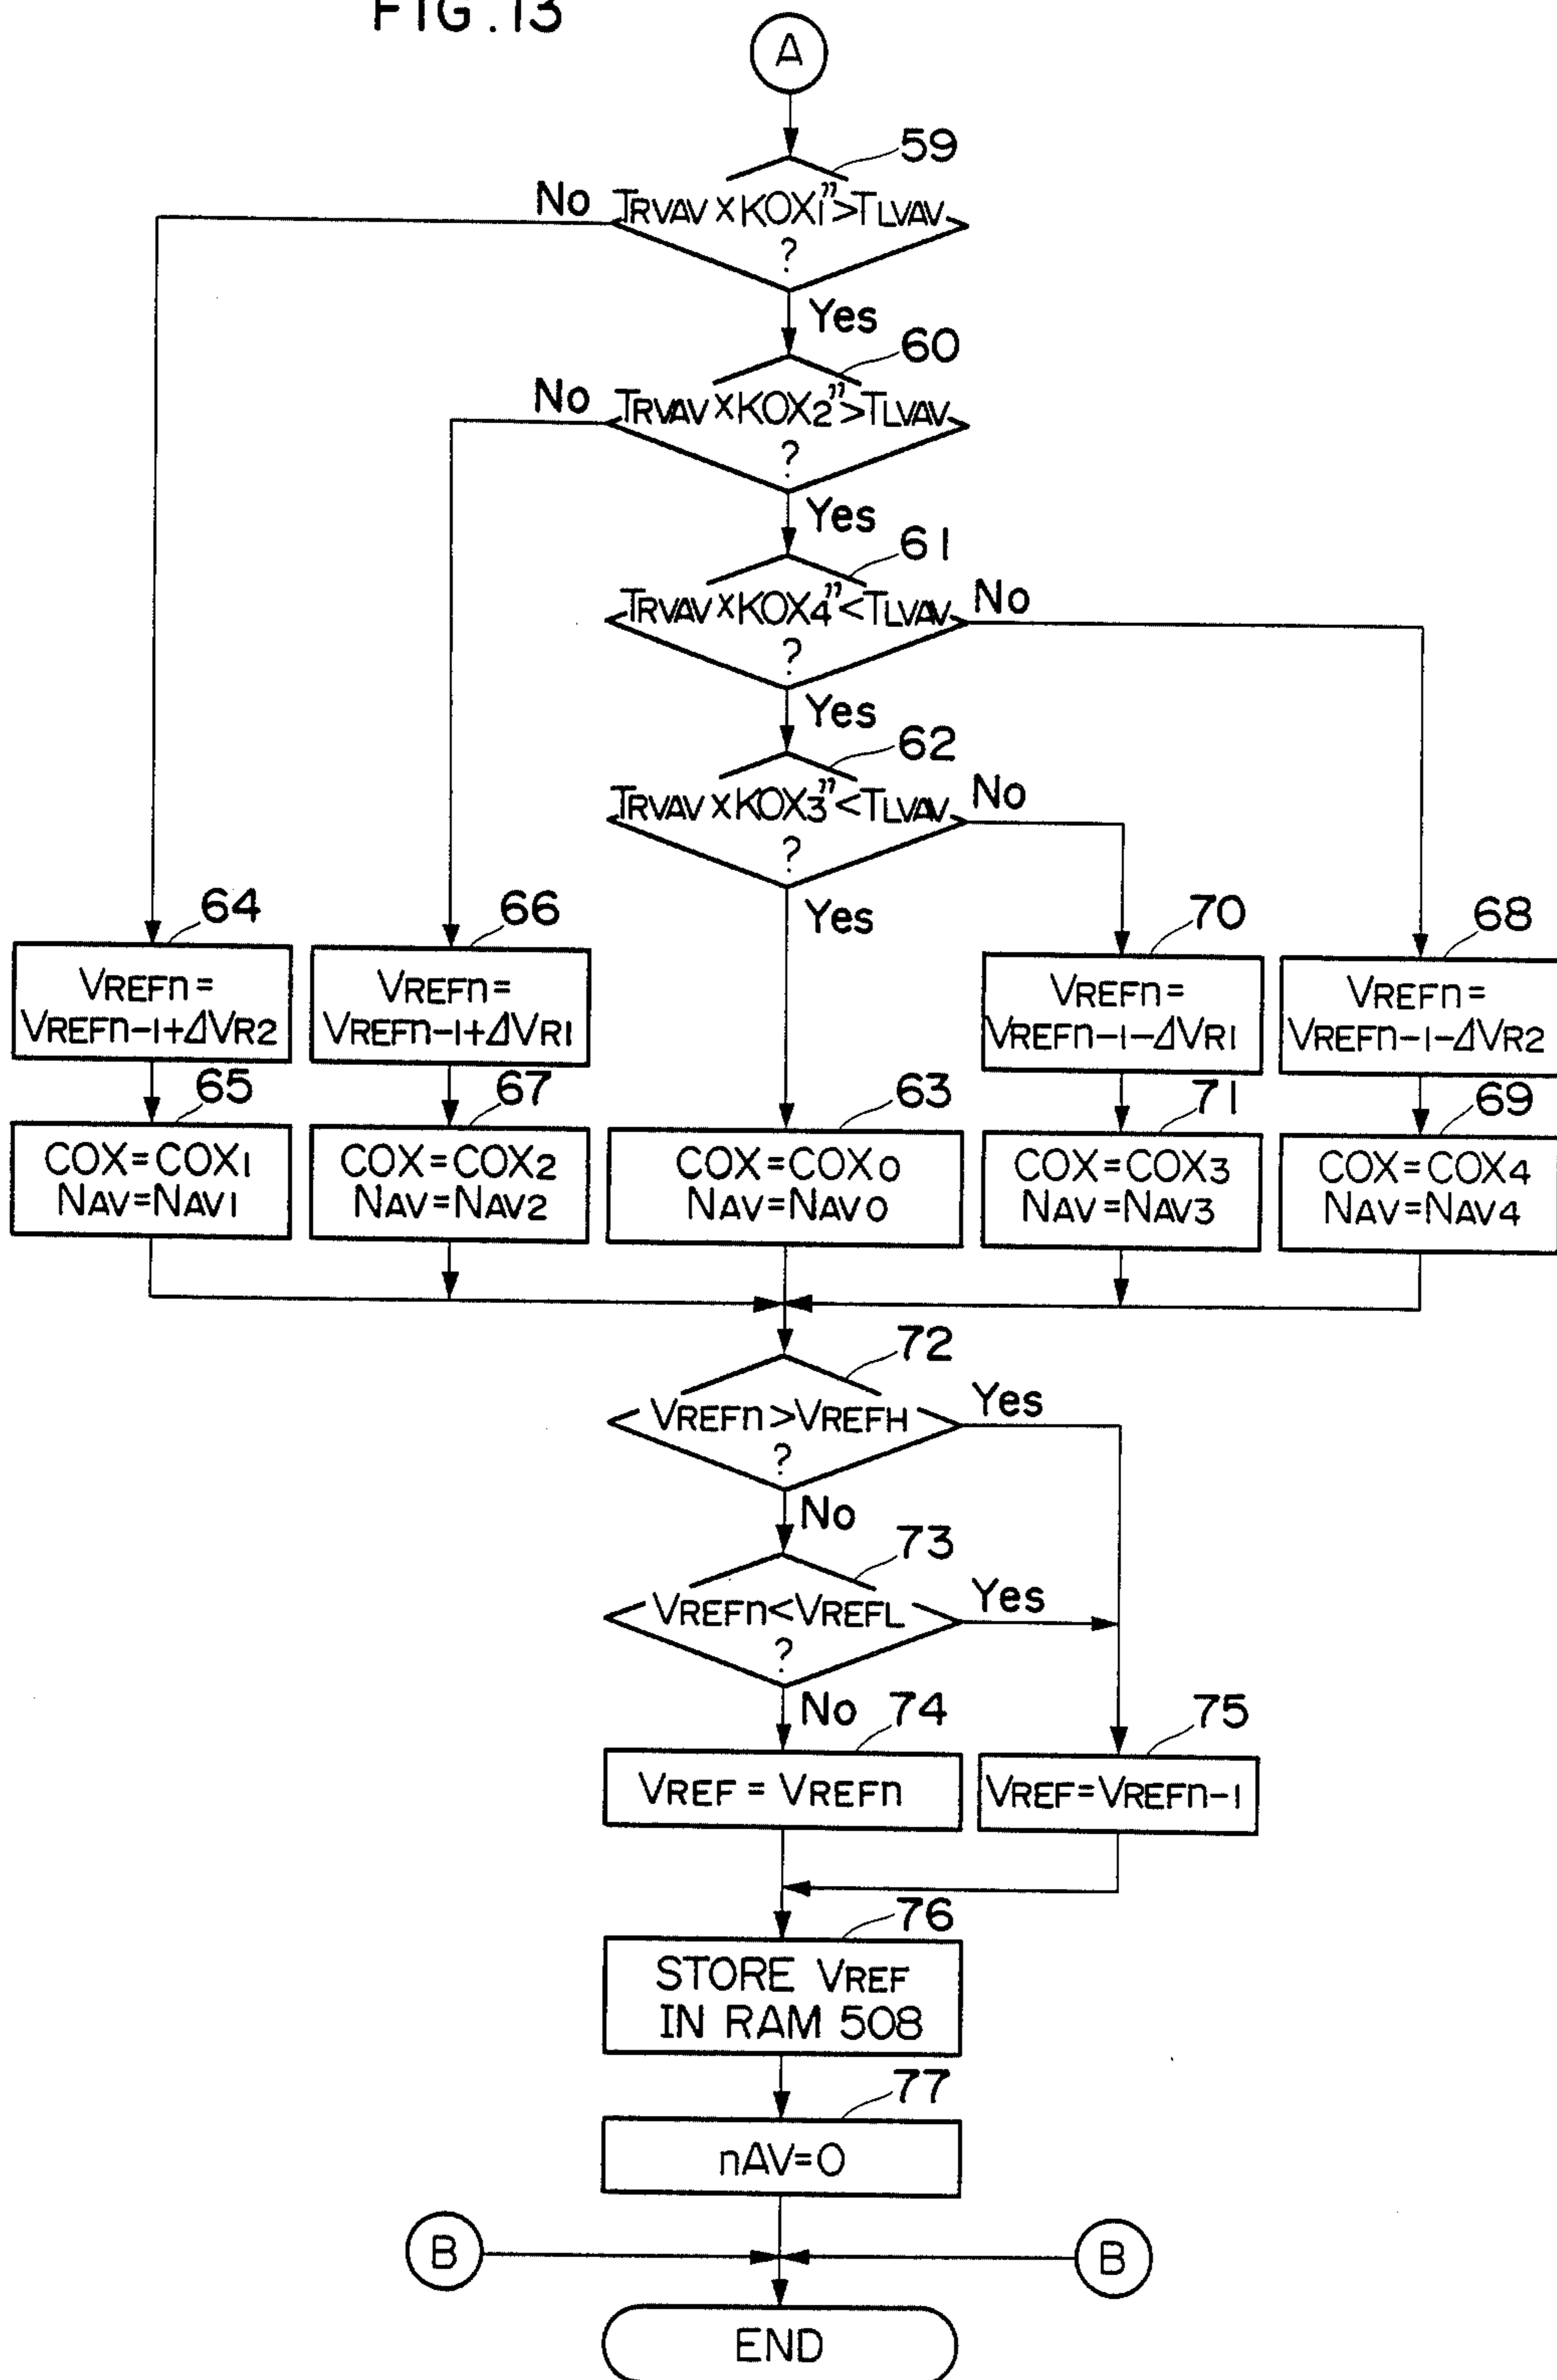 FIG.13
A
59
No
TRVAV×KOX1”>TLVAV
?
Yes
60
No
TRVAV×KOX2”>TLVAV
?
Yes
61
TRVAV×KOX4”<TLVAV
No
?
Yes
62
TRVAV×KOX3”<TLVAV
No
?
Yes
64
66
70
68
VREFn=
VREFn-1+ΔVR2
VREFn=
VREFn-1+ΔVR1
VREFn=
VREFn-1-ΔVR1
VREFn=
VREFn-1-ΔVR2
65
67
63
71
69
COX=COX1
NAV=NAV1
COX=COX2
NAV=NAV2
COX=COX0
NAV=NAV0
COX=COX3
NAV=NAV3
COX=COX4
NAV=NAV4
72
VREFn>VREFH
Yes
?
No
73
VREFn<VREFL
Yes
?
No
74
75
VREF=VREFn
VREF=VREFn-1
76
STORE VREF
IN RAM 508
77
nAV=0
B
B
END